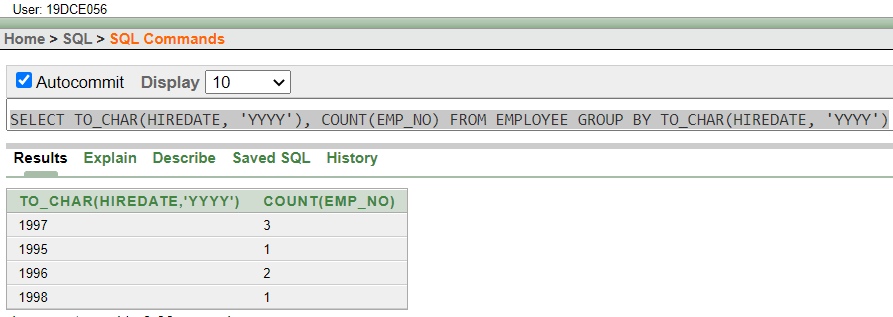 User: 19DCE056
Home > SQL > SQL Commands
Autocommit Display 10
SELECT TO_CHAR(HIREDATE, 'YYYY'), COUNT(EMP_NO) FROM EMPLOYEE GROUP BY TO_CHAR(HIREDATE, 'YYYY')
Results Explain Describe Saved SQL History
TO_CHAR(HIREDATE,'YYYY') COUNT(EMP_NO)
1997 3
1995 1
1996 2
1998 1